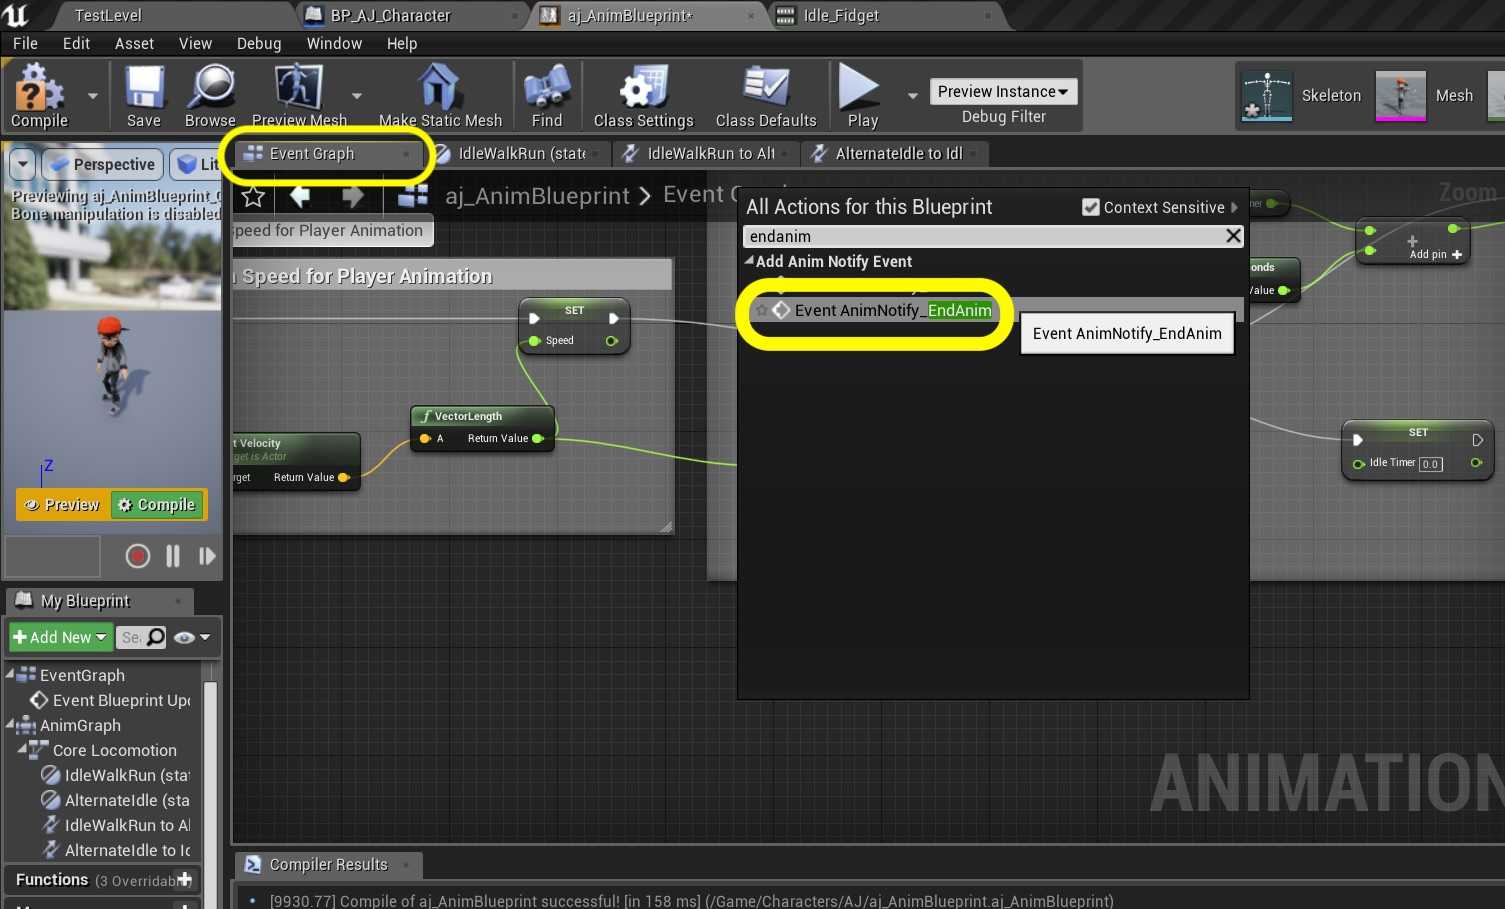 TestLevel
BP_AJ_Character
aj_AnimBlueprint*
Idle_Fidget
File Edit Asset View Debug Window Help
Compile
Save
Browse
Preview Mesh
Make Static Mesh
Find
Class Settings
Class Defaults
Play
Preview Instance
Debug Filter
Skeleton
Mesh
Event Graph
IdleWalkRun (state
IdleWalkRun to Alt
AlternateIdle to Idl
Perspective
Lit
Previewing aj_AnimBlueprint_C
Bone manipulation is disabled
aj_AnimBlueprint > Event G
Zoom
Speed for Player Animation
Speed for Player Animation
SET
Speed
VectorLength
A Return Value
t Velocity
rget is Actor
rget Return Value
All Actions for this Blueprint
Context Sensitive
endanim
Add Anim Notify Event
Event AnimNotify_EndAnim
Event AnimNotify_EndAnim
ner
Add pin
onds
Value
SET
Idle Timer 0.0
Z
Preview
Compile
My Blueprint
Add New
EventGraph
Event Blueprint Upd
AnimGraph
Core Locomotion
IdleWalkRun (stat
AlternateIdle (sta
IdleWalkRun to Al
AlternateIdle to Id
Functions (3 Overridabl
ANIMATION
Compiler Results
[9930.77] Compile of aj_AnimBlueprint successful! [in 158 ms] (/Game/Characters/AJ/aj_AnimBlueprint.aj_AnimBlueprint)